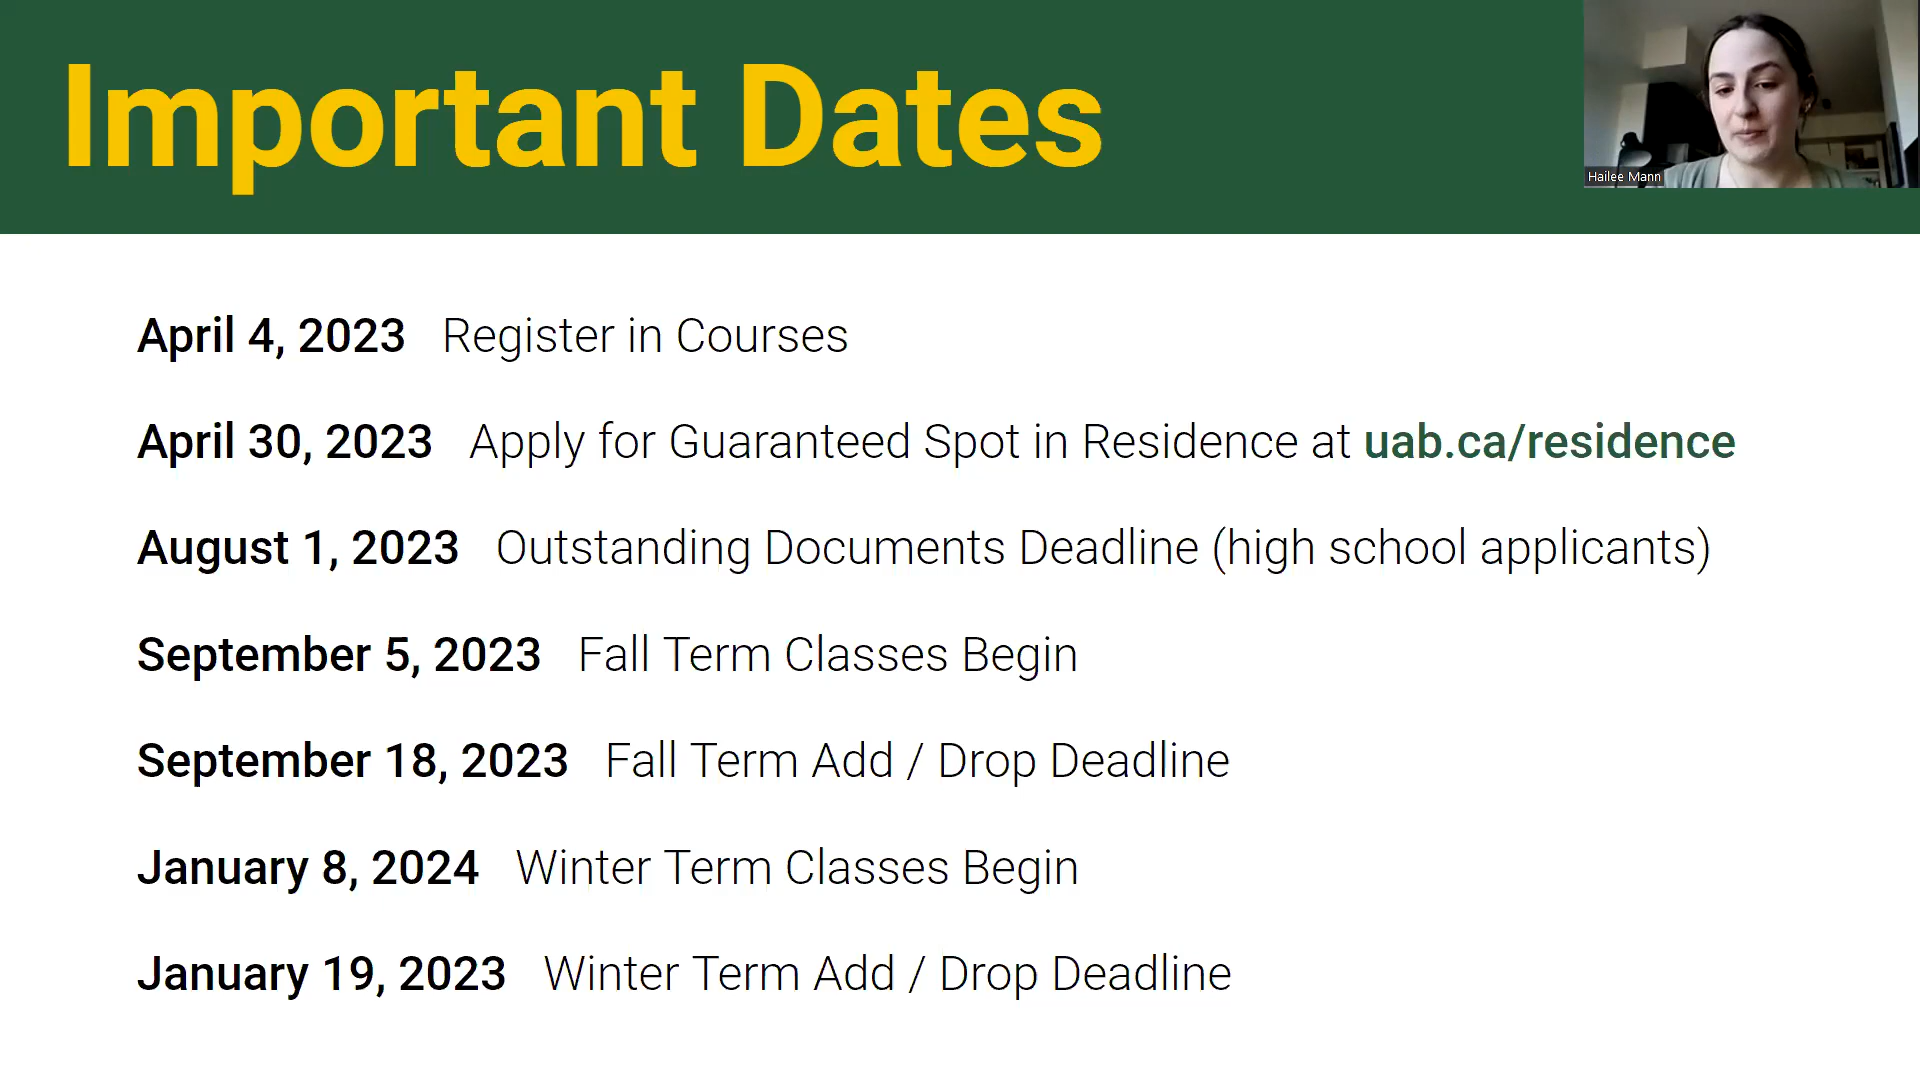 Important Dates
Hailee Mann
April 4, 2023 Register in Courses
April 30, 2023 Apply for Guaranteed Spot in Residence at uab.ca/residence
August 1, 2023 Outstanding Documents Deadline (high school applicants)
September 5, 2023 Fall Term Classes Begin
September 18, 2023 Fall Term Add / Drop Deadline
January 8, 2024 Winter Term Classes Begin
January 19, 2023 Winter Term Add / Drop Deadline